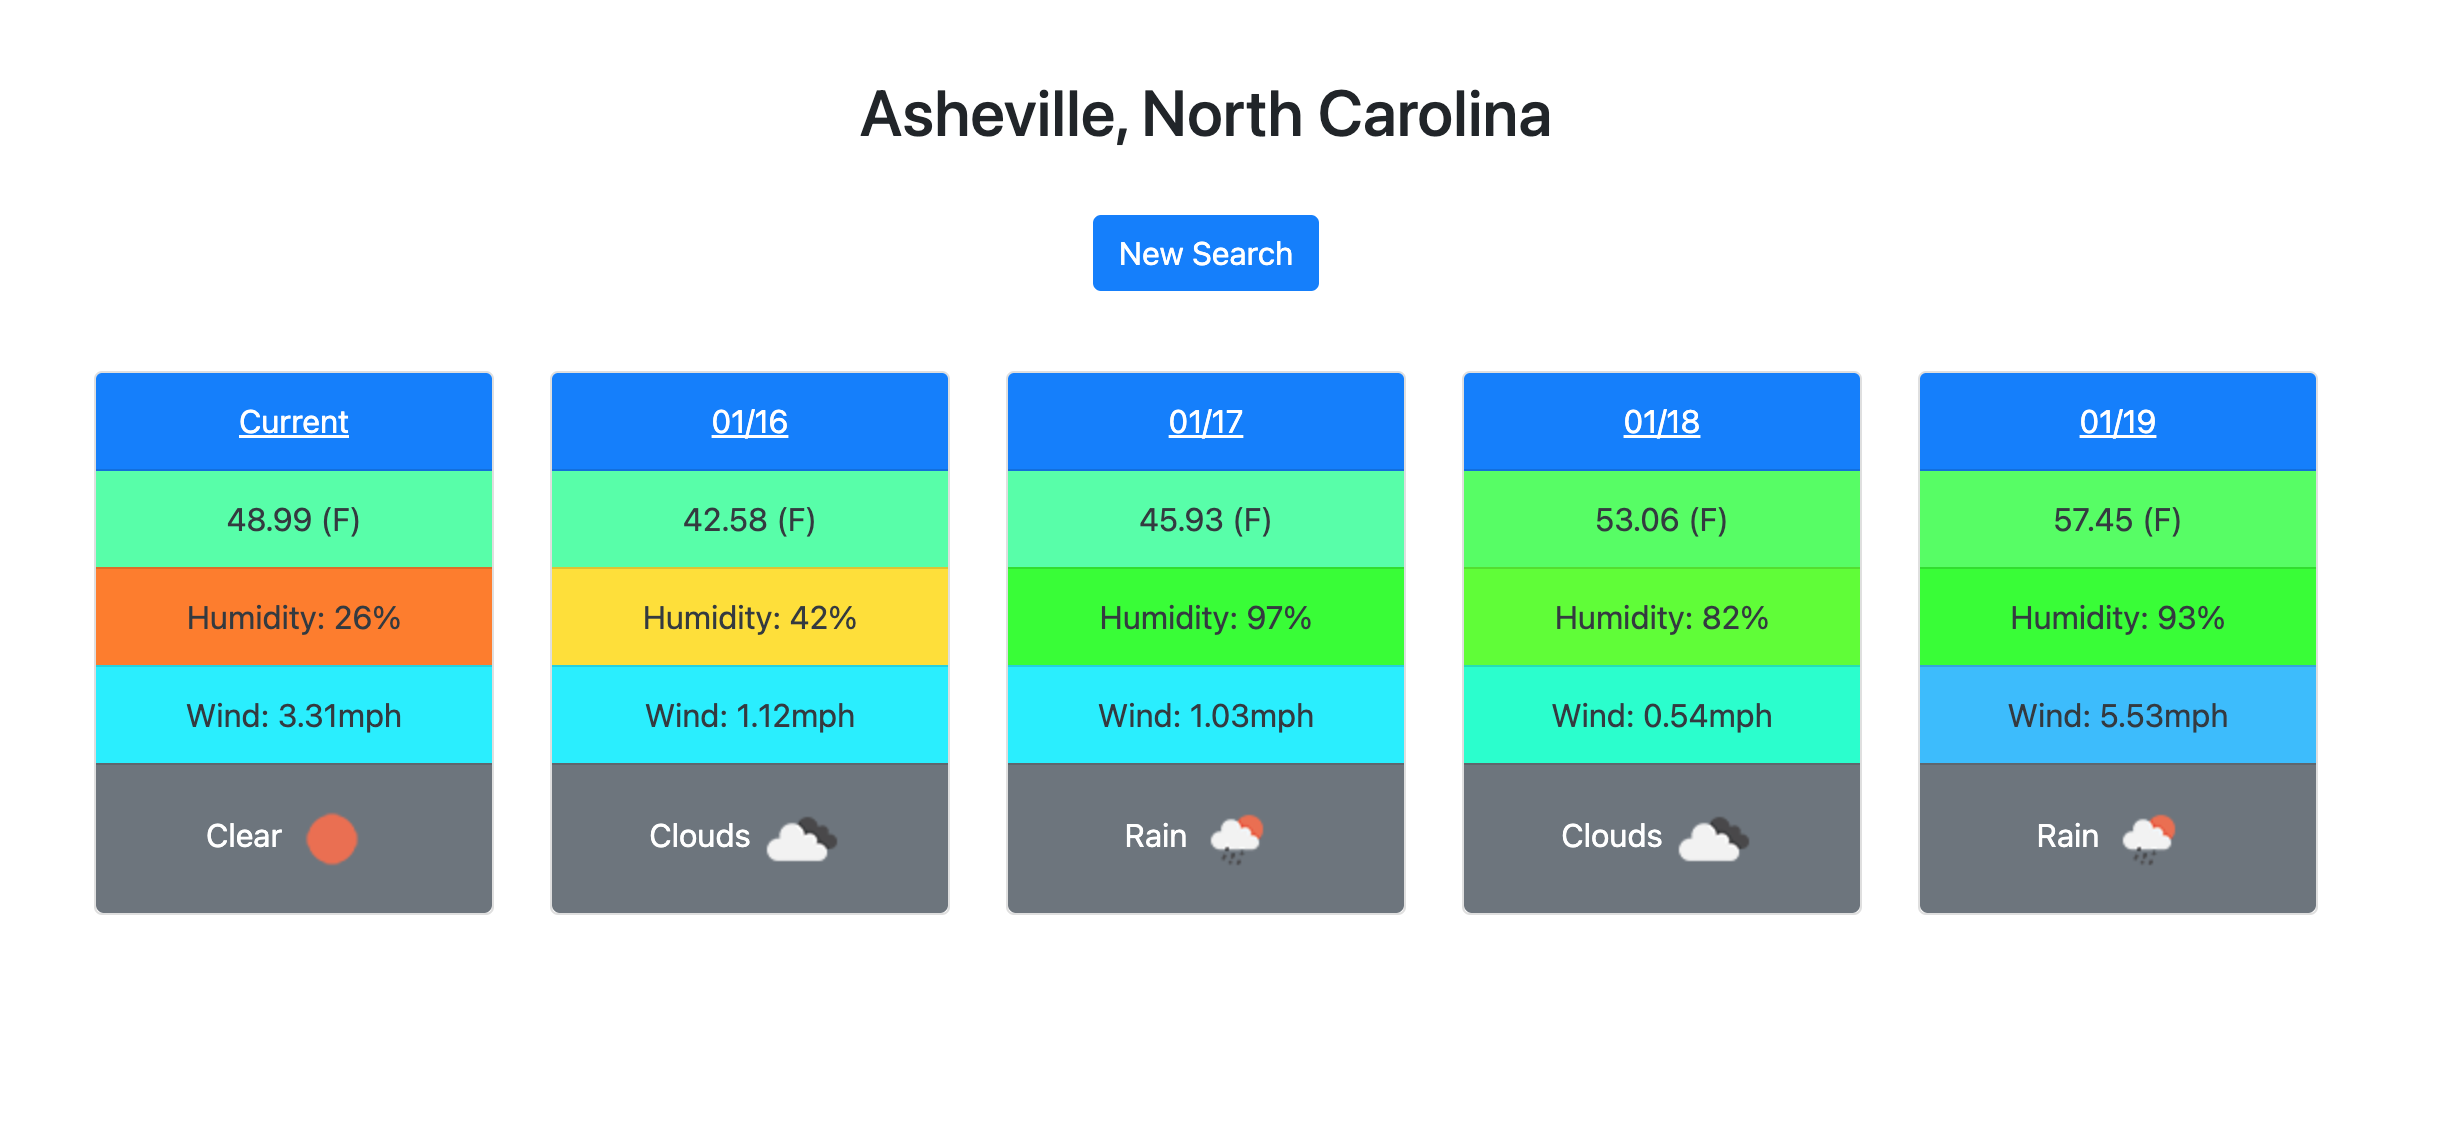 Asheville, North Carolina
New Search
Current
48.99 (F)
Humidity: 26%
Wind: 3.31mph
Clear
01/16
42.58 (F)
Humidity: 42%
Wind: 1.12mph
Clouds
01/17
45.93 (F)
Humidity: 97%
Wind: 1.03mph
Rain
01/18
53.06 (F)
Humidity: 82%
Wind: 0.54mph
Clouds
01/19
57.45 (F)
Humidity: 93%
Wind: 5.53mph
Rain